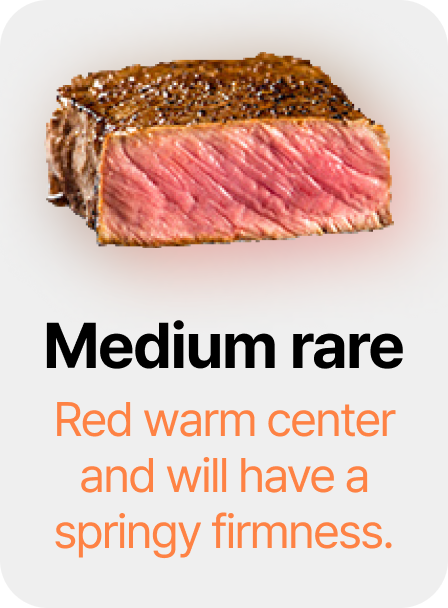 Medium rare
Red warm center
and will have a
springy firmness.